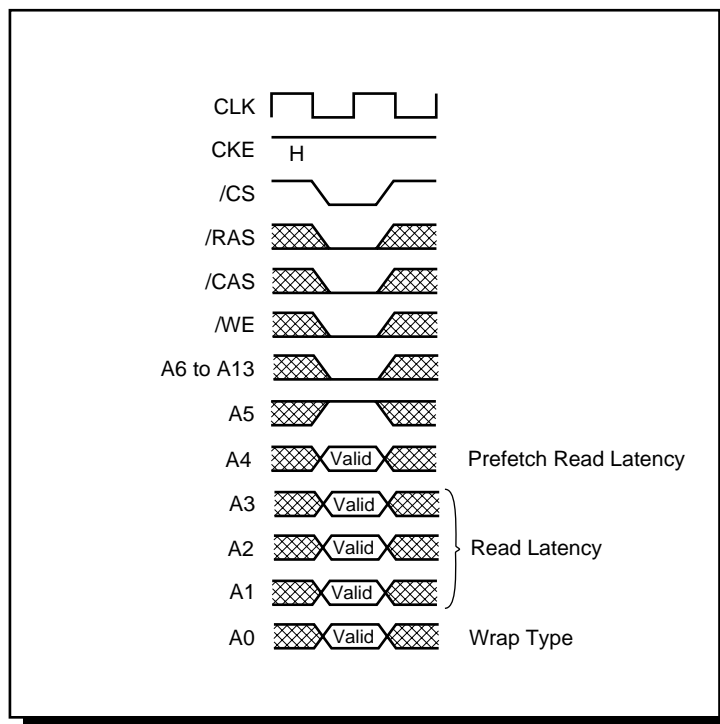 CLK
CKE H
/CS
/RAS
/CAS
/WE
A6 to A13
A5
A4 Valid Prefetch Read Latency
A3 Valid
A2 Valid Read Latency
A1 Valid
A0 Valid Wrap Type